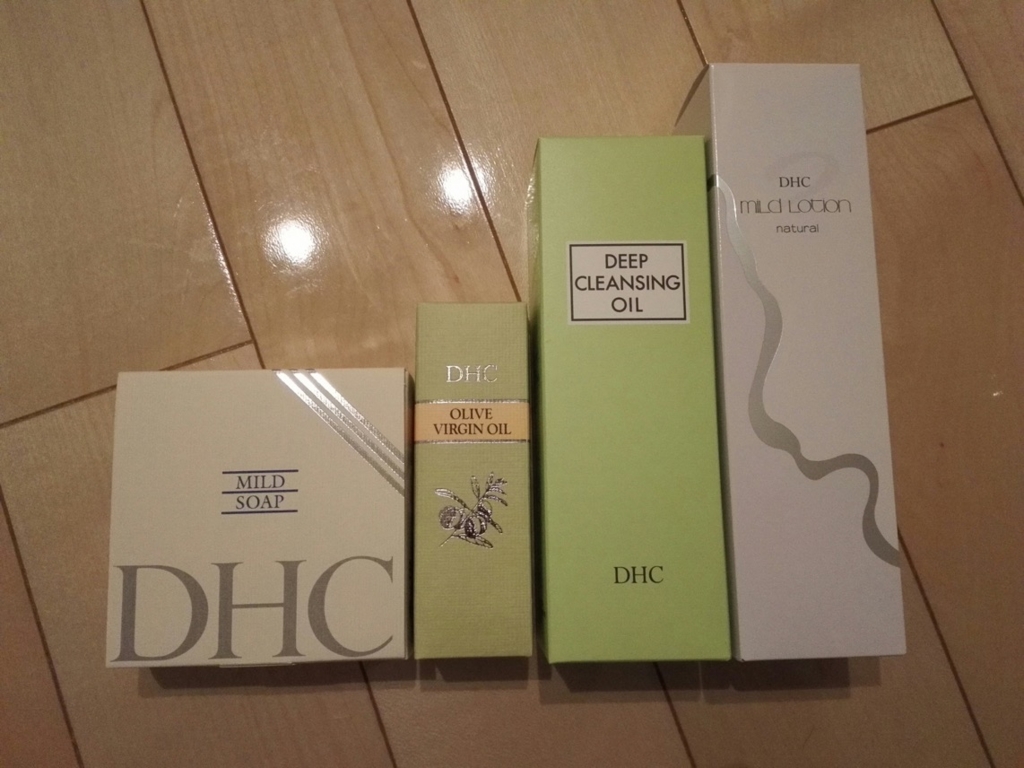 MILD
SOAP
DHC
DHC
OLIVE
VIRGIN OIL
DEEP
CLEANSING
OIL
DHC
DHC
mild Lotion
natural